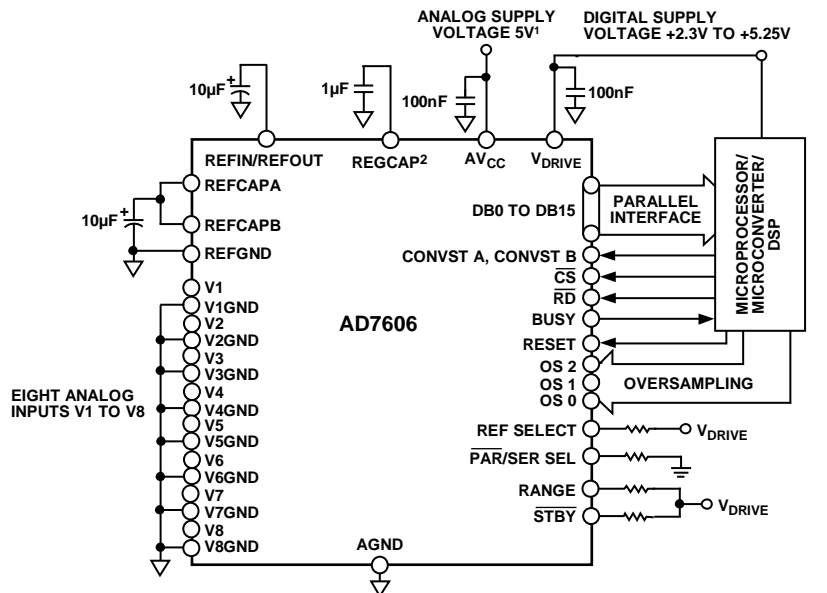 ANALOG SUPPLY
VOLTAGE 5V¹
DIGITAL SUPPLY
VOLTAGE +2.3V TO +5.25V
10µF
+
1µF
100nF
100nF
REFIN/REFOUT
REGCAP²
AVCC
VDRIVE
REFCAPA
10µF
+
REFCAPB
REFGND
DB0 TO DB15
PARALLEL
INTERFACE
MICROPROCESSOR/
MICROCONVERTER/
DSP
CONVST A, CONVST B
CS
RD
BUSY
RESET
V1
V1GND
V2
V2GND
V3
V3GND
V4
V4GND
V5
V5GND
V6
V6GND
V7
V7GND
V8
V8GND
AD7606
EIGHT ANALOG
INPUTS V1 TO V8
OS 2
OS 1
OS 0
OVERSAMPLING
REF SELECT
VDRIVE
PAR/SER SEL
RANGE
STBY
VDRIVE
AGND